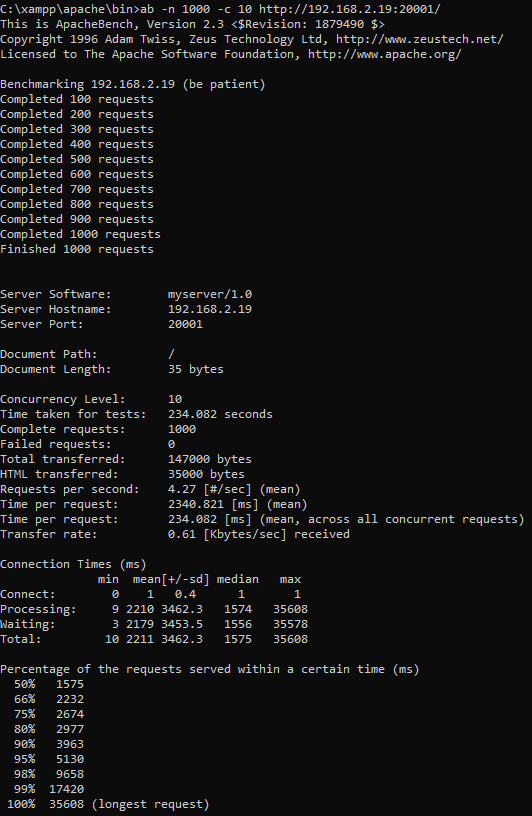 C:\xampp\apache\bin>ab -n 1000 -c 10 http://192.168.2.19:20001/
This is ApacheBench, Version 2.3 <$Revision: 1879490 $>
Copyright 1996 Adam Twiss, Zeus Technology Ltd, http://www.zeustech.net/
Licensed to The Apache Software Foundation, http://www.apache.org/

Benchmarking 192.168.2.19 (be patient)
Completed 100 requests
Completed 200 requests
Completed 300 requests
Completed 400 requests
Completed 500 requests
Completed 600 requests
Completed 700 requests
Completed 800 requests
Completed 900 requests
Completed 1000 requests
Finished 1000 requests


Server Software:        myserver/1.0
Server Hostname:        192.168.2.19
Server Port:            20001

Document Path:          /
Document Length:        35 bytes

Concurrency Level:      10
Time taken for tests:   234.082 seconds
Complete requests:      1000
Failed requests:        0
Total transferred:      147000 bytes
HTML transferred:       35000 bytes
Requests per second:    4.27 [#/sec] (mean)
Time per request:       2340.821 [ms] (mean)
Time per request:       234.082 [ms] (mean, across all concurrent requests)
Transfer rate:          0.61 [Kbytes/sec] received

Connection Times (ms)
              min  mean[+/-sd] median   max
Connect:        0    1   0.4      1       1
Processing:     9 2210 3462.3   1574   35608
Waiting:        3 2179 3453.5   1556   35578
Total:         10 2211 3462.3   1575   35608

Percentage of the requests served within a certain time (ms)
  50%   1575
  66%   2232
  75%   2674
  80%   2977
  90%   3963
  95%   5130
  98%   9658
  99%  17420
 100%  35608 (longest request)